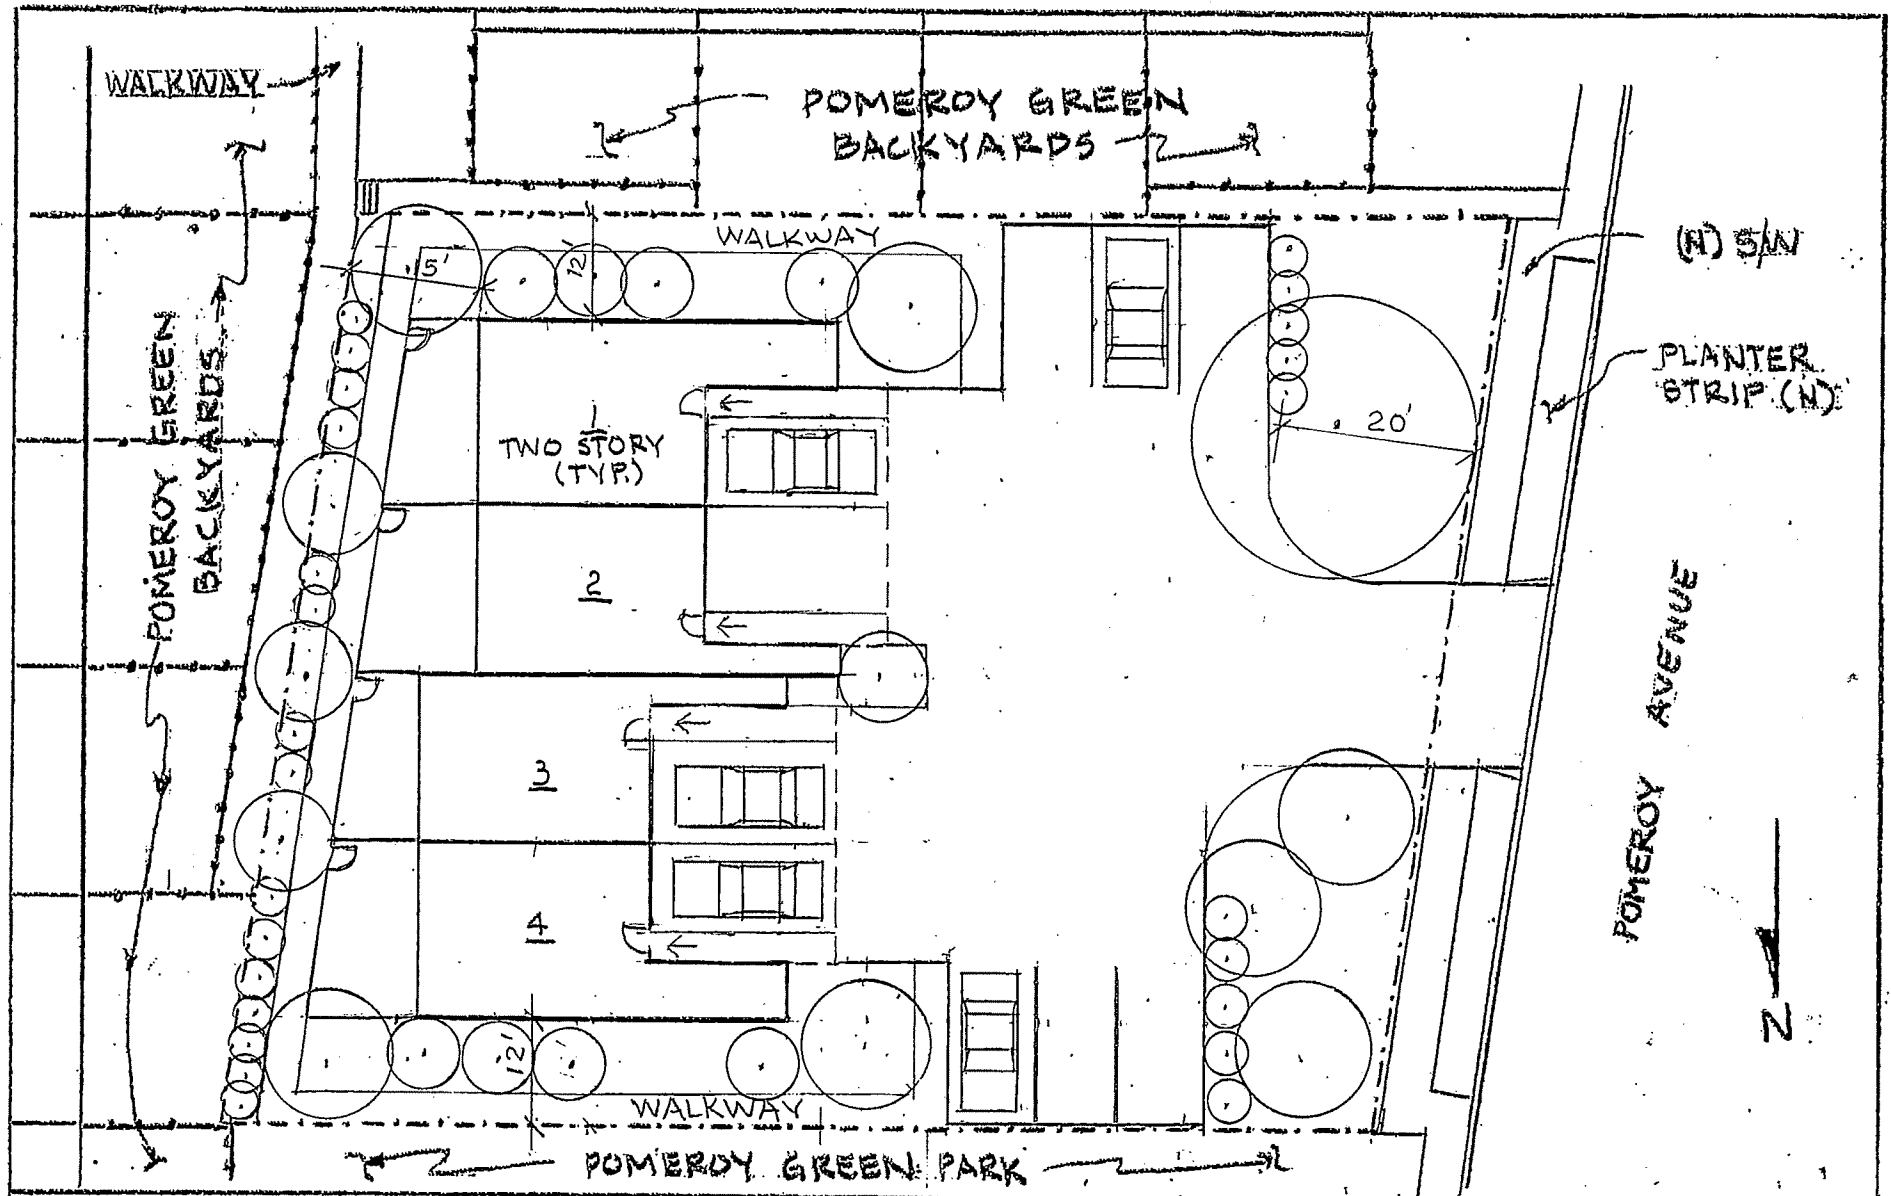 WALKWAY
POMEROY GREEN
BACKYARDS
WALKWAY
(N) S/W
5'
12'
PLANTER
STRIP (N)
POMEROY GREEN
BACKYARDS
20'
1
TWO STORY
(TYP.)
2
POMEROY AVENUE
3
4
N
12'
WALKWAY
POMEROY GREEN PARK